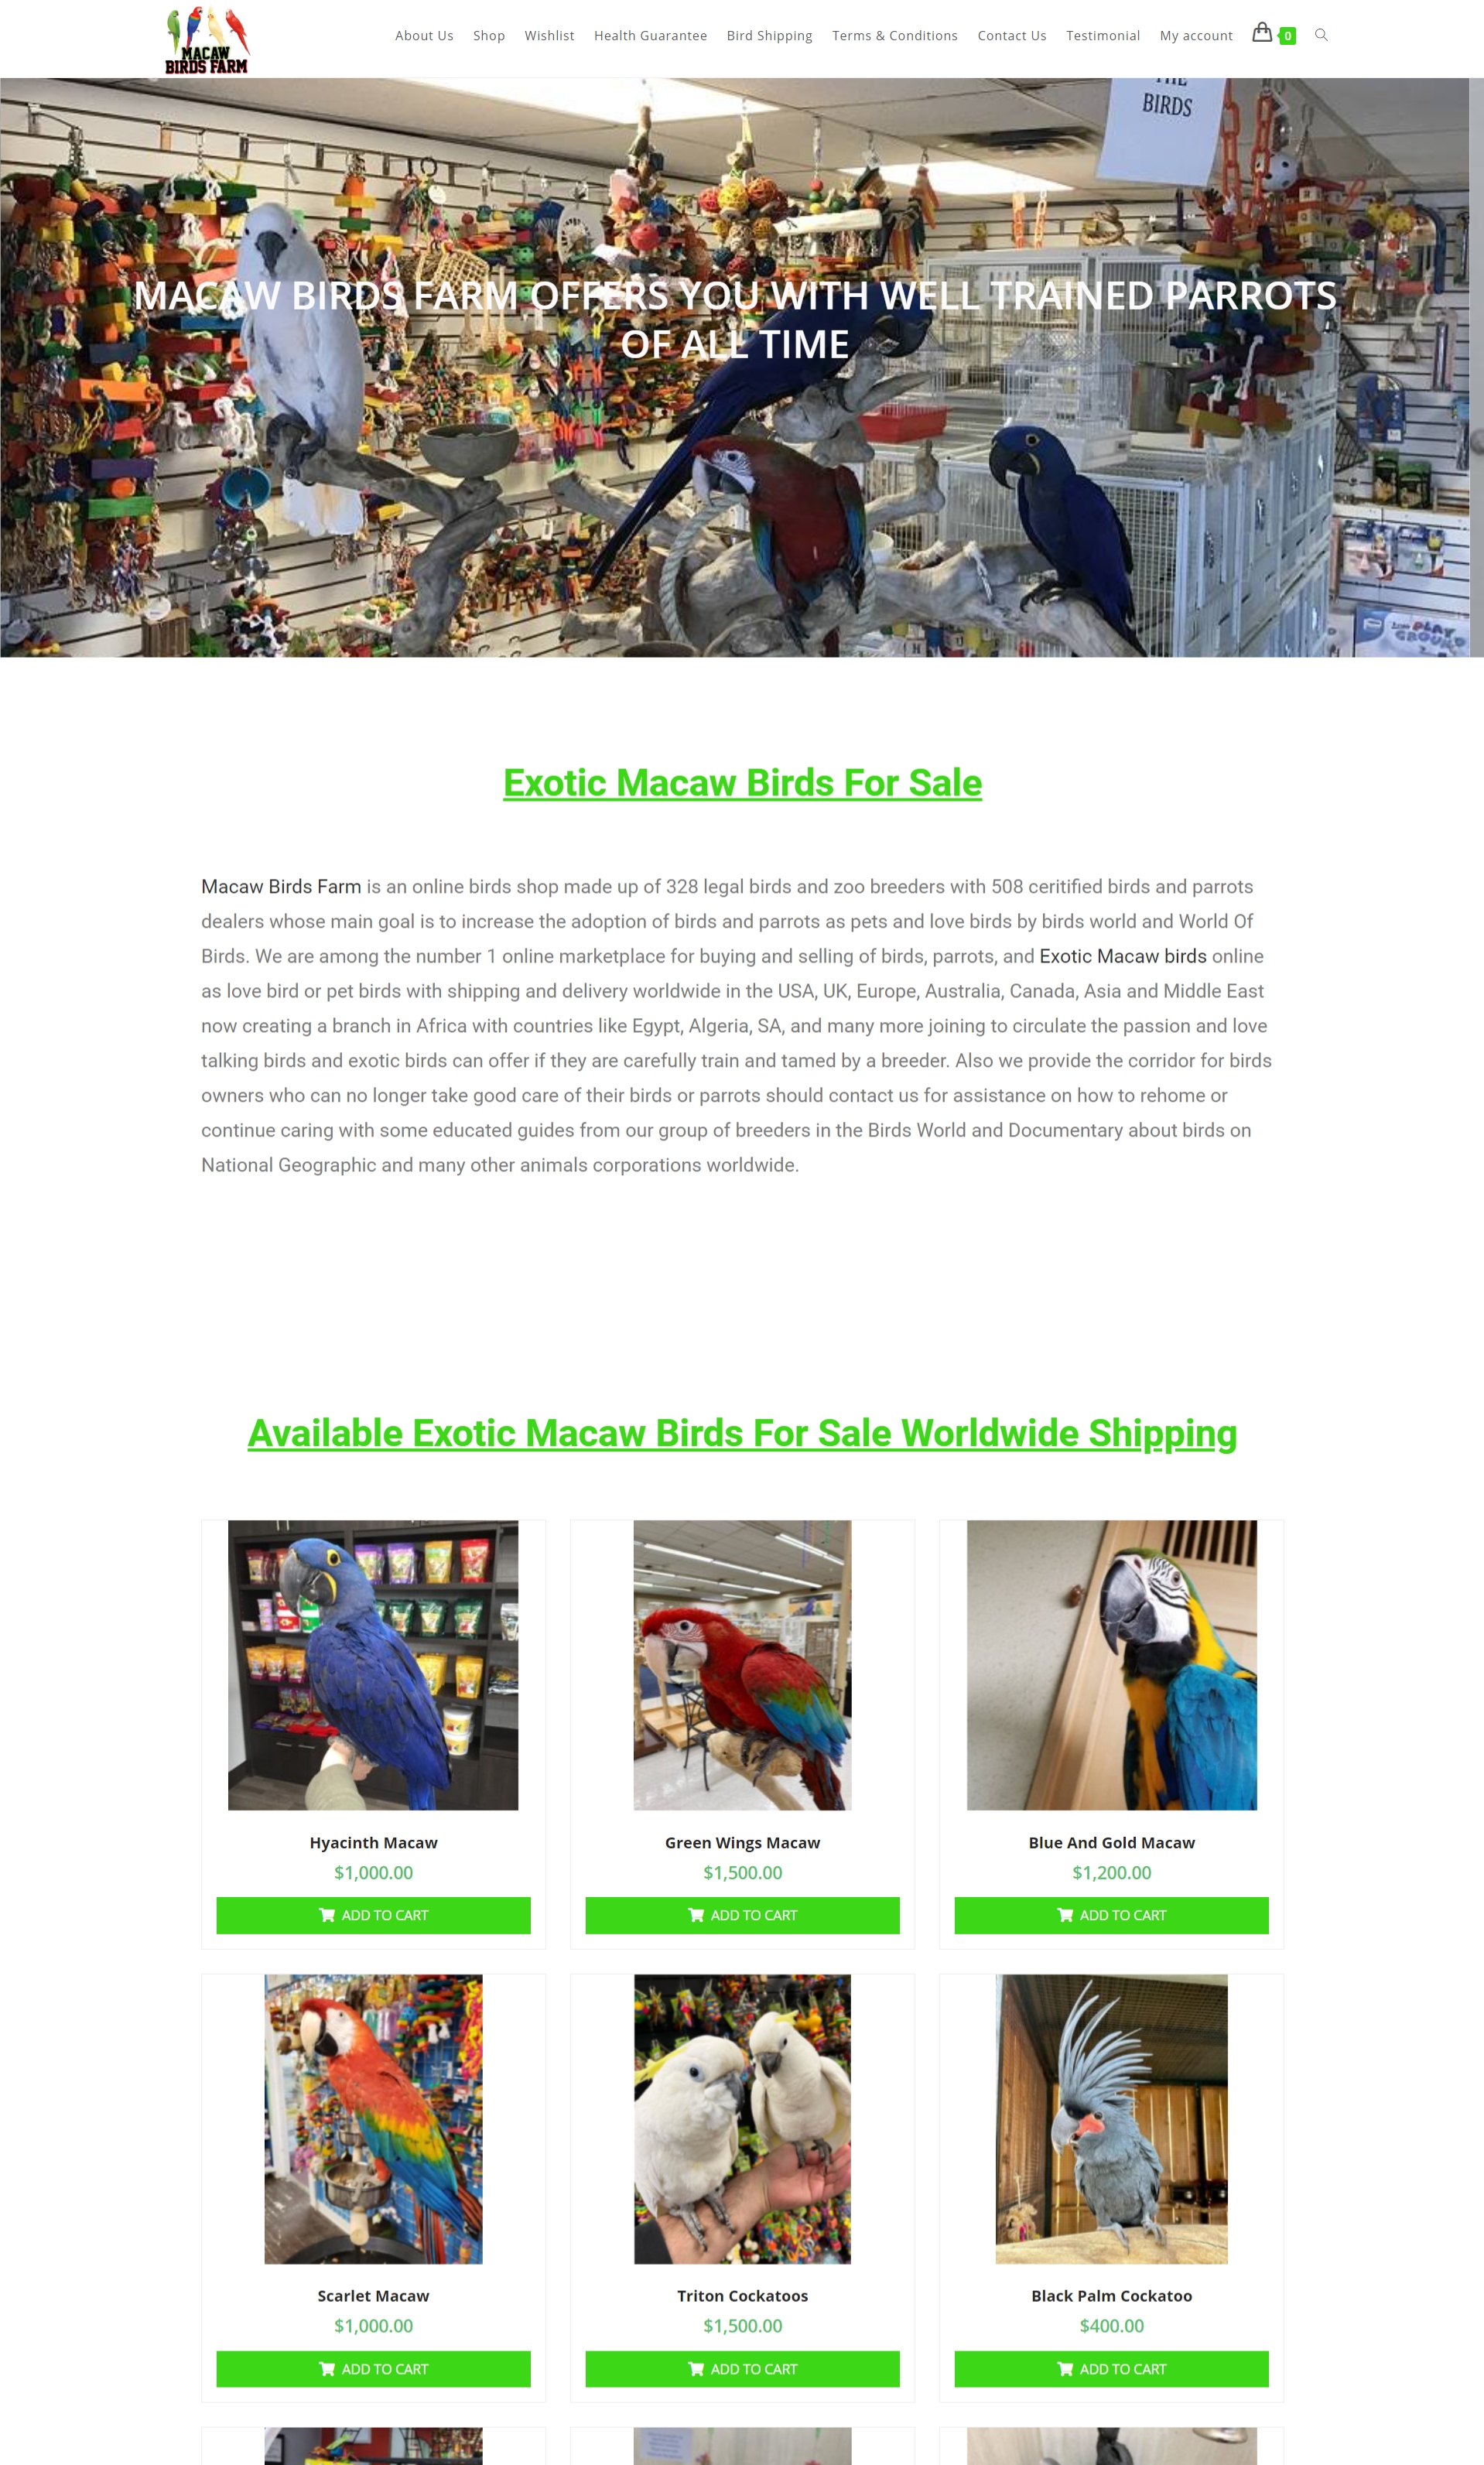 MACAW
BIRDS FARM
About Us
Shop
Wishlist
Health Guarantee
Bird Shipping
Terms & Conditions
Contact Us
Testimonial
My account
0
THE
BIRDS
MACAW BIRDS FARM OFFERS YOU WITH WELL TRAINED PARROTS
OF ALL TIME
PLAY
GROUND
Exotic Macaw Birds For Sale
Macaw Birds Farm is an online birds shop made up of 328 legal birds and zoo breeders with 508 ceritified birds and parrots
dealers whose main goal is to increase the adoption of birds and parrots as pets and love birds by birds world and World Of
Birds. We are among the number 1 online marketplace for buying and selling of birds, parrots, and Exotic Macaw birds online
as love bird or pet birds with shipping and delivery worldwide in the USA, UK, Europe, Australia, Canada, Asia and Middle East
now creating a branch in Africa with countries like Egypt, Algeria, SA, and many more joining to circulate the passion and love
talking birds and exotic birds can offer if they are carefully train and tamed by a breeder. Also we provide the corridor for birds
owners who can no longer take good care of their birds or parrots should contact us for assistance on how to rehome or
continue caring with some educated guides from our group of breeders in the Birds World and Documentary about birds on
National Geographic and many other animals corporations worldwide.
Available Exotic Macaw Birds For Sale Worldwide Shipping
Hyacinth Macaw
$1,000.00
ADD TO CART
Green Wings Macaw
$1,500.00
ADD TO CART
Blue And Gold Macaw
$1,200.00
ADD TO CART
Scarlet Macaw
$1,000.00
ADD TO CART
Triton Cockatoos
$1,500.00
ADD TO CART
Black Palm Cockatoo
$400.00
ADD TO CART